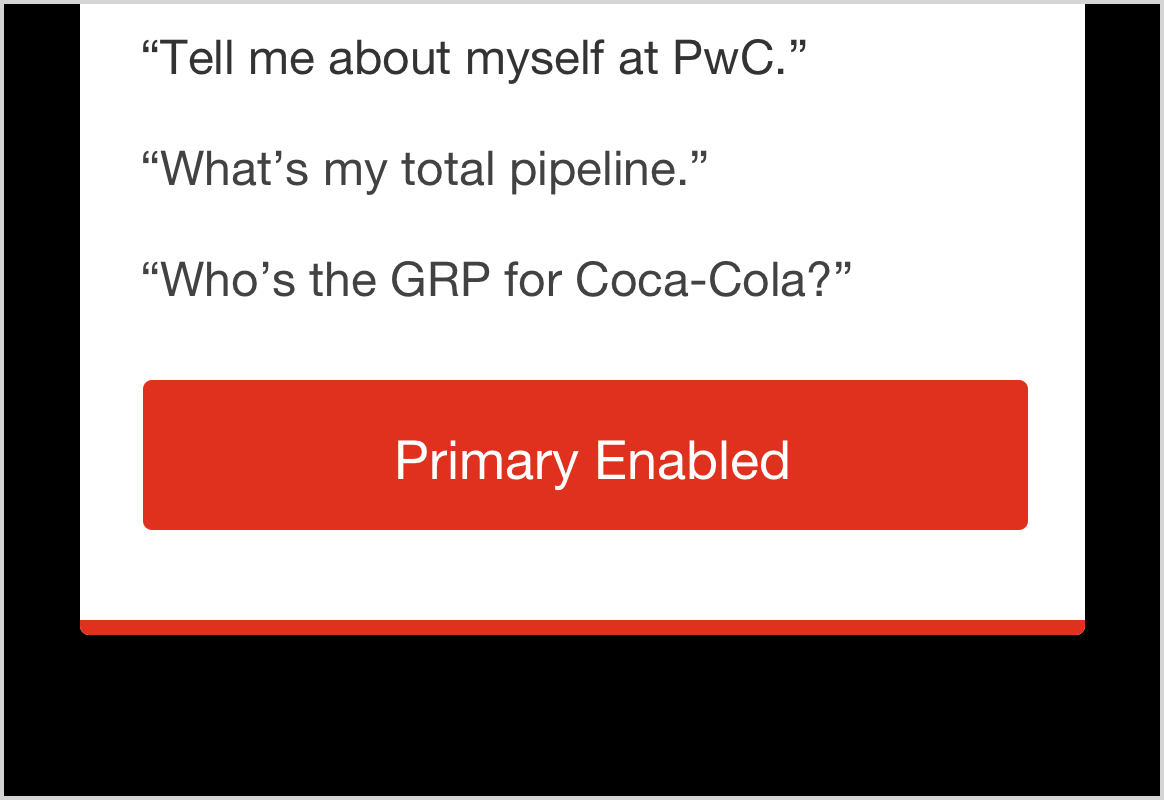 “Tell me about myself at PwC.”
“What’s my total pipeline.”
“Who’s the GRP for Coca-Cola?”
Primary Enabled